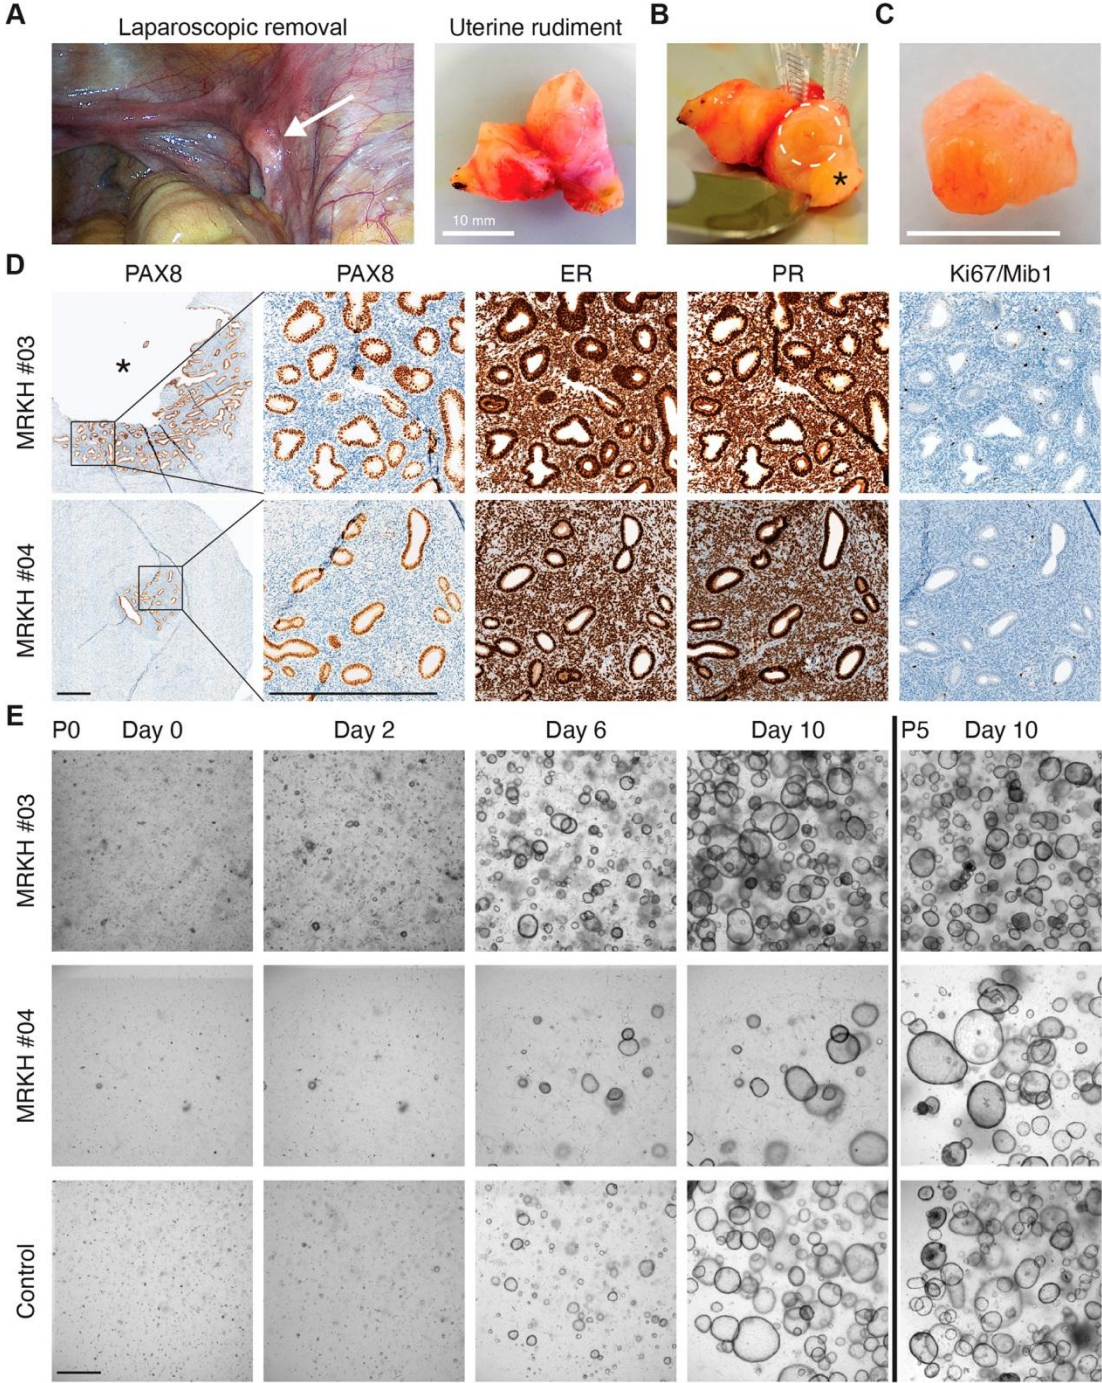 A
Laparoscopic removal
Uterine rudiment
B
C
10 mm
*
D
PAX8
PAX8
ER
PR
Ki67/Mib1
MRKH #03
*
MRKH #04
E
P0
Day 0
Day 2
Day 6
Day 10
P5
Day 10
MRKH #03
MRKH #04
Control